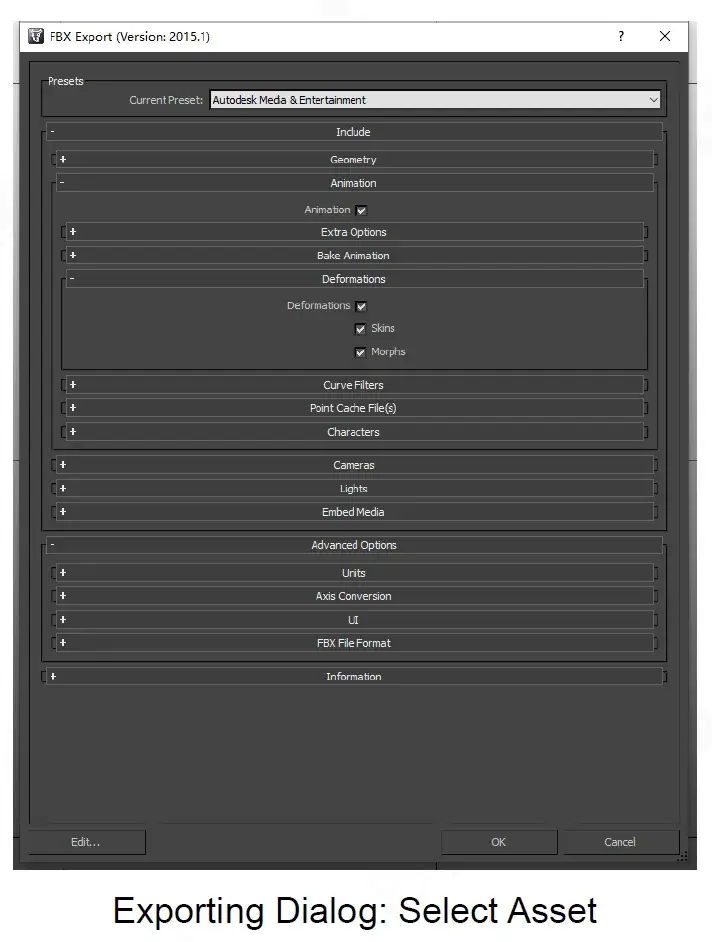 FBX Export (Version: 2015.1)
?
Presets
Current Preset: Autodesk Media & Entertainment
- Include
+ Geometry
- Animation
Animation
+ Extra Options
+ Bake Animation
- Deformations
Deformations
Skins
Morphs
+ Curve Filters
+ Point Cache File(s)
+ Characters
+ Cameras
+ Lights
+ Embed Media
- Advanced Options
+ Units
+ Axis Conversion
+ UI
+ FBX File Format
+ Information
Edit... OK Cancel
Exporting Dialog: Select Asset